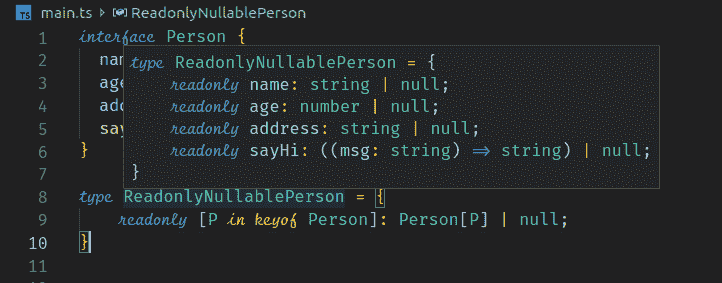 TS main.ts > ReadonlyNullablePerson
1 interface Person {
2 nam
type ReadonlyNullablePerson = {
3 age
readonly name: string | null;
4 add
readonly age: number | null;
5 say
readonly address: string | null;
6 }
readonly sayHi: ((msg: string) => string) | null;
7
}
8 type ReadonlyNullablePerson = {
9 readonly [P in keyof Person]: Person[P] | null;
10 }
11